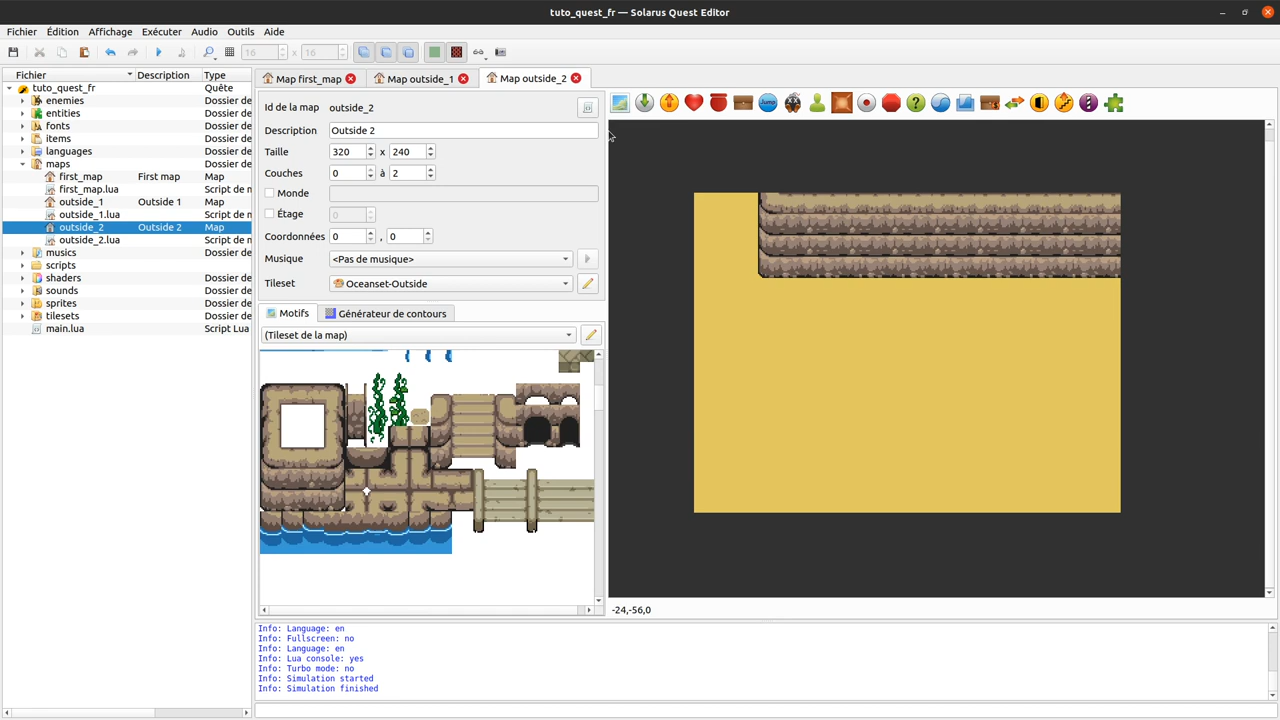 tuto_quest_fr — Solarus Quest Editor
Fichier Édition Affichage Exécuter Audio Outils Aide
16 x 16
Fichier Description Type
tuto_quest_fr Quête
enemies Dossier de
entities Dossier de
fonts Dossier de
items Dossier de
languages Dossier de
maps Dossier de
first_map First map Map
first_map.lua Script de m
outside_1 Outside 1 Map
outside_1.lua Script de m
outside_2 Outside 2 Map
outside_2.lua Script de m
musics Dossier de
scripts
shaders Dossier de
sounds Dossier de
sprites Dossier de
tilesets Dossier de
main.lua Script Lua
Map first_map Map outside_1 Map outside_2
Id de la map outside_2
Description Outside 2
Taille 320 x 240
Couches 0 à 2
Monde
Étage 0
Coordonnées 0 , 0
Musique <Pas de musique>
Tileset Oceanset-Outside
Motifs Générateur de contours
(Tileset de la map)
Jump
-24,-56,0
Info: Language: en
Info: Fullscreen: no
Info: Language: en
Info: Lua console: yes
Info: Turbo mode: no
Info: Simulation started
Info: Simulation finished